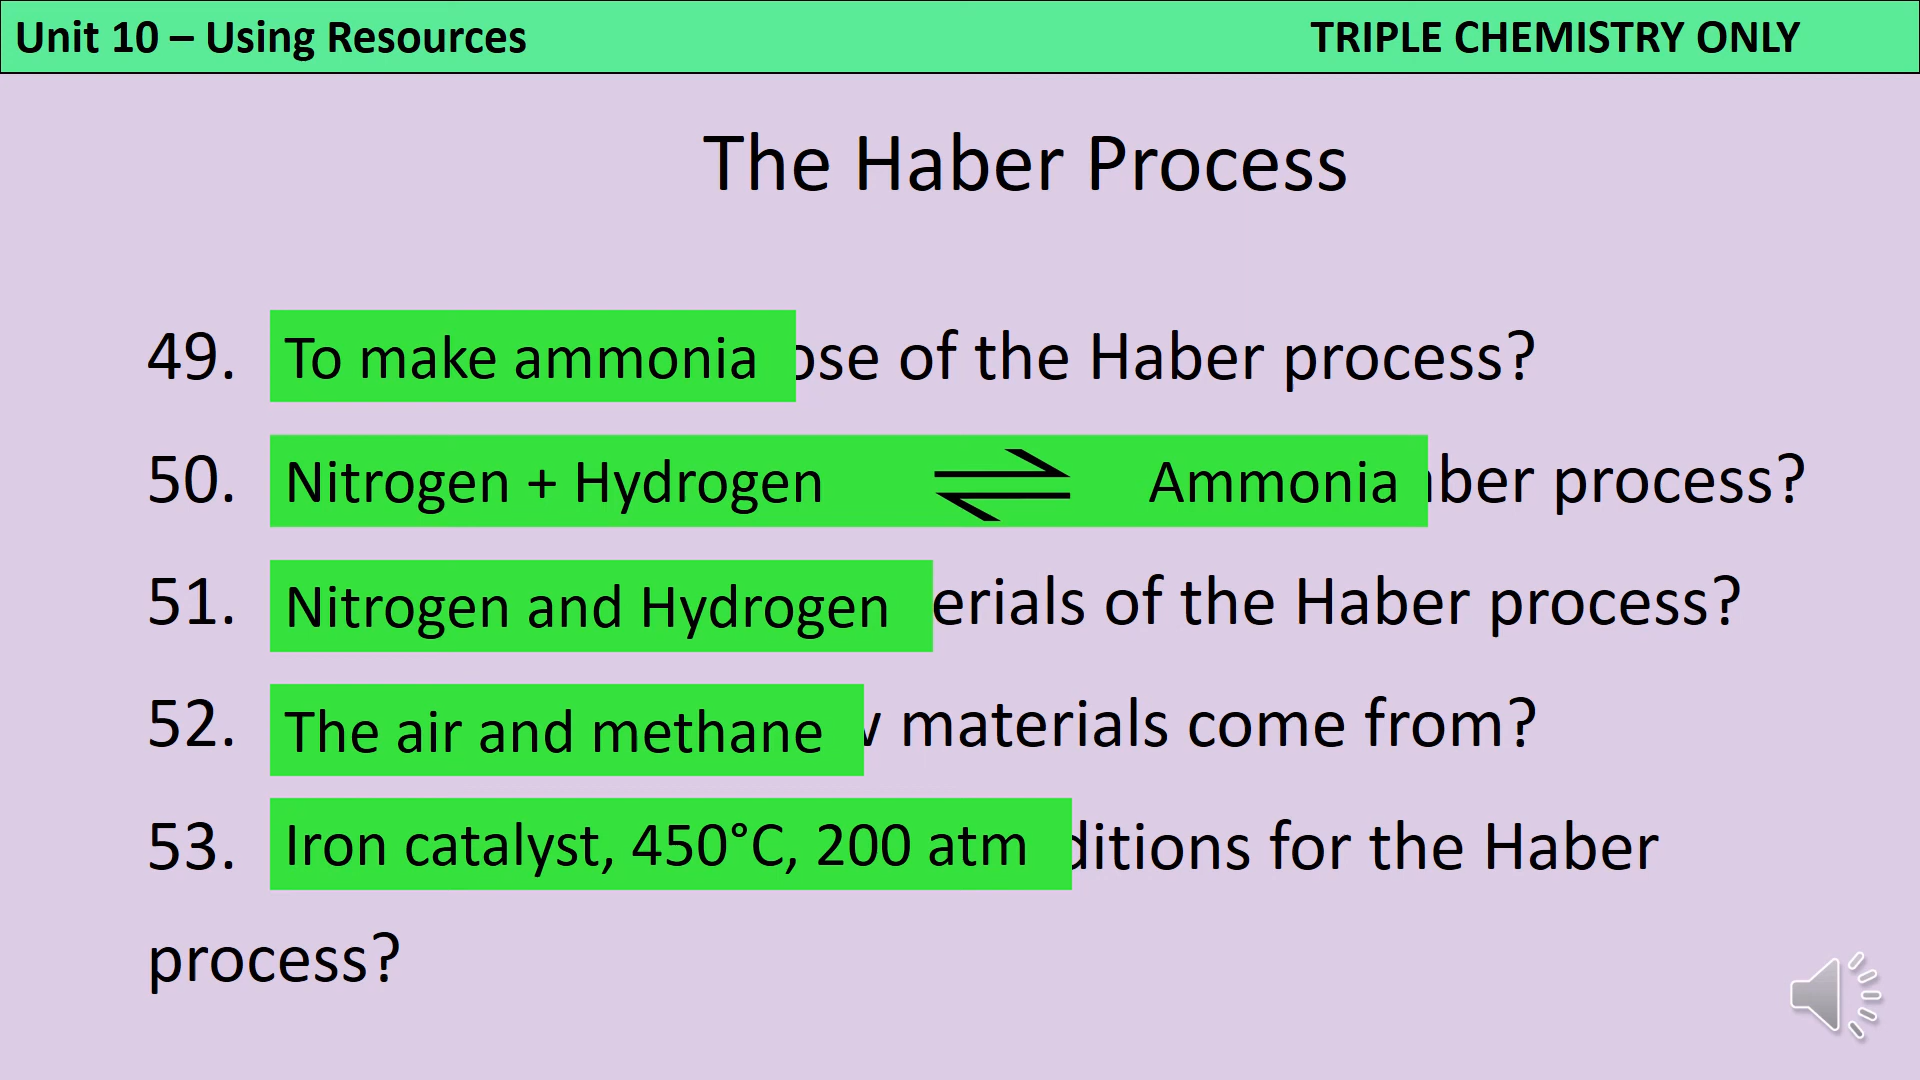 Unit 10 – Using Resources TRIPLE CHEMISTRY ONLY
The Haber Process
49. To make ammonia ose of the Haber process?
50. Nitrogen + Hydrogen ⇌ Ammonia ber process?
51. Nitrogen and Hydrogen erials of the Haber process?
52. The air and methane materials come from?
53. Iron catalyst, 450°C, 200 atm ditions for the Haber
process?